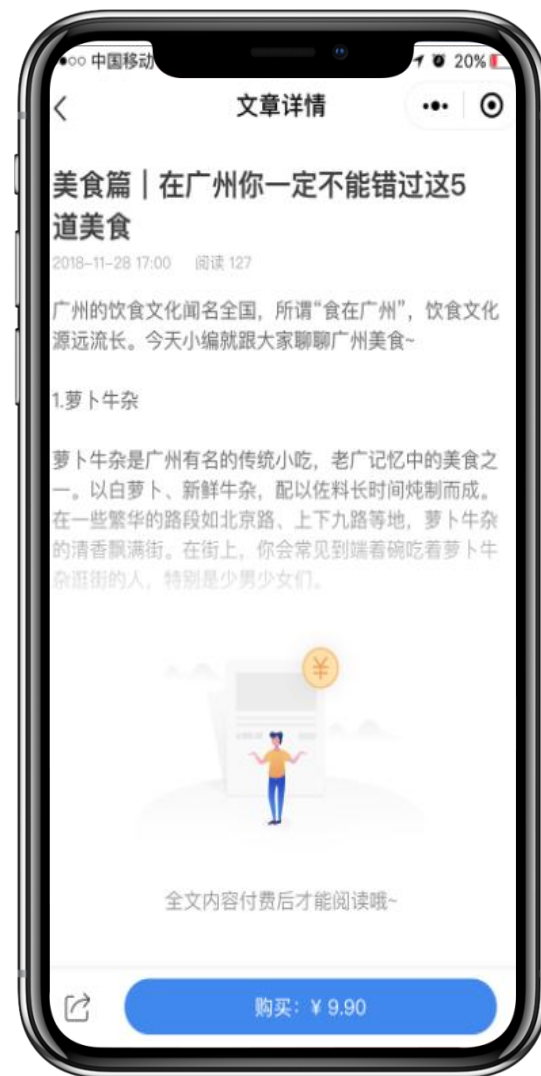 ●○○ 中国移动
20%
文章详情
美食篇｜在广州你一定不能错过这5
道美食
2018-11-28 17:00 阅读 127
广州的饮食文化闻名全国，所谓“食在广州”，饮食文化
源远流长。今天小编就跟大家聊聊广州美食~
1.萝卜牛杂
萝卜牛杂是广州有名的传统小吃，老广记忆中的美食之
一。以白萝卜、新鲜牛杂，配以佐料长时间炖制而成。
在一些繁华的路段如北京路、上下九路等地，萝卜牛杂
的清香飘满街。在街上，你会常见到端着碗吃着萝卜牛
杂逛街的人，特别是少男少女们。
¥
全文内容付费后才能阅读哦~
购买：¥ 9.90